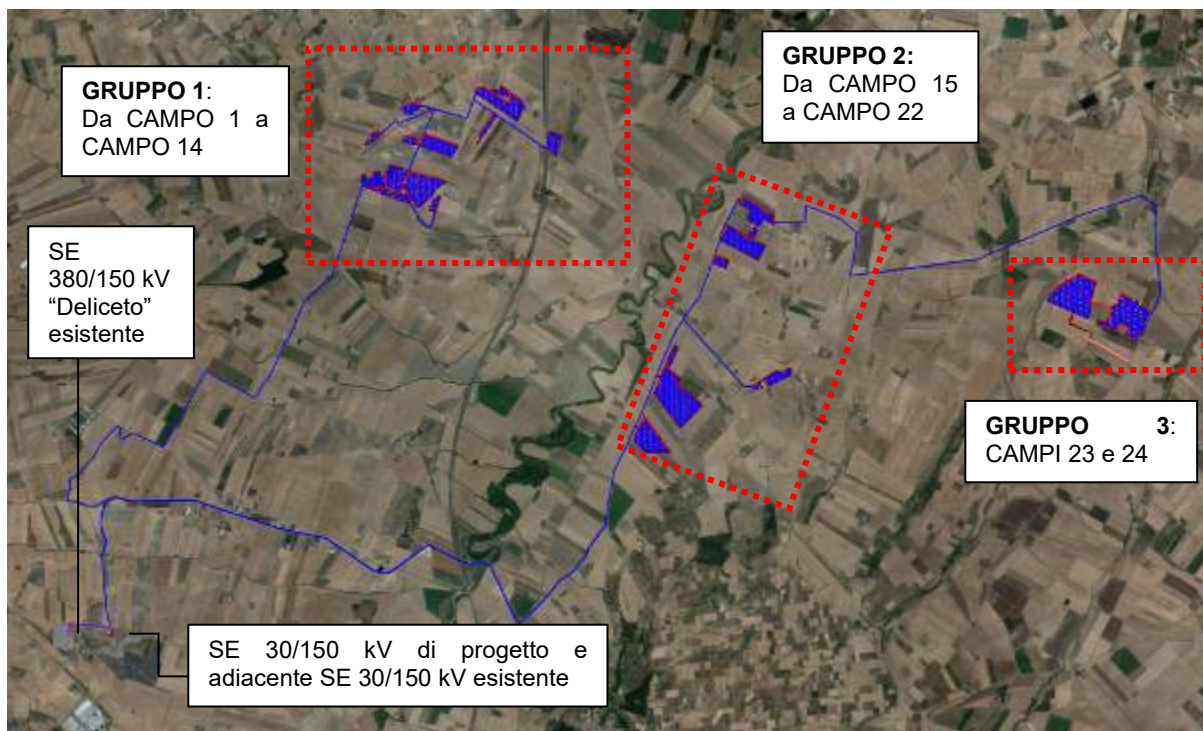 GRUPPO 1:
Da CAMPO 1 a
CAMPO 14
GRUPPO 2:
Da CAMPO 15
a CAMPO 22
SE
380/150 kV
“Deliceto”
esistente
GRUPPO 3:
CAMPI 23 e 24
SE 30/150 kV di progetto e
adiacente SE 30/150 kV esistente